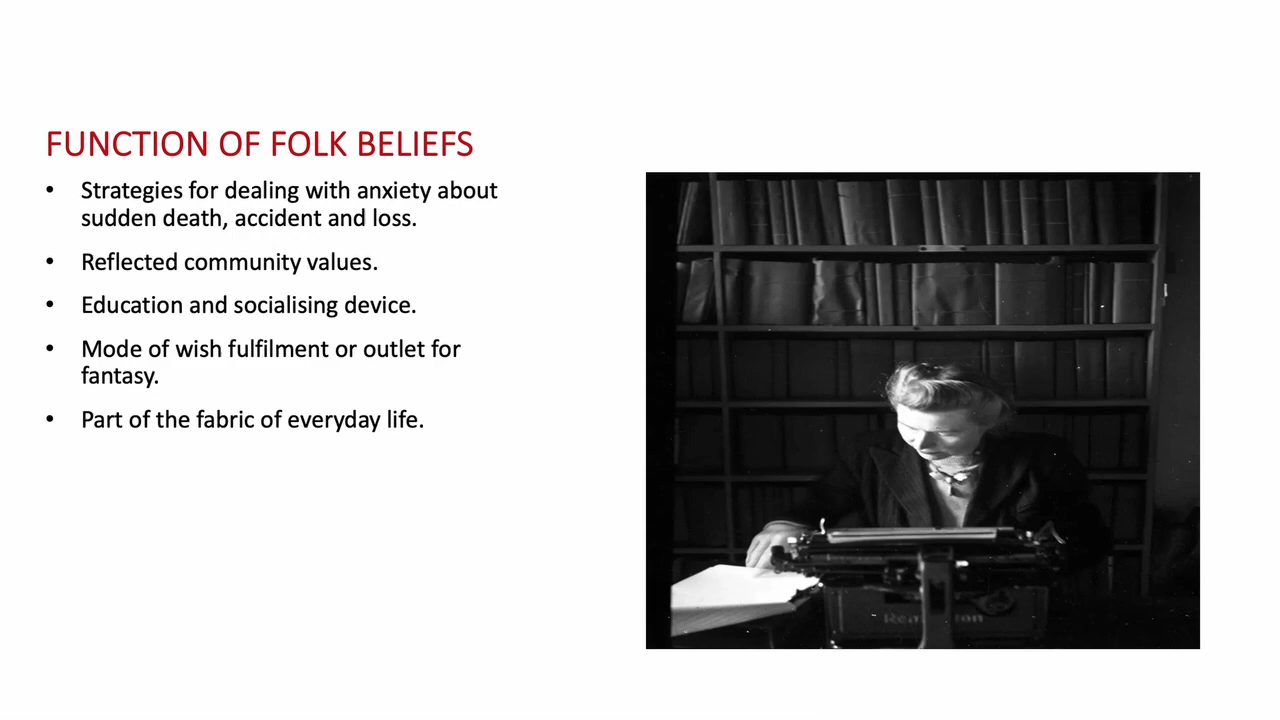 FUNCTION OF FOLK BELIEFS
• Strategies for dealing with anxiety about
sudden death, accident and loss.
• Reflected community values.
• Education and socialising device.
• Mode of wish fulfilment or outlet for
fantasy.
• Part of the fabric of everyday life.
Remington